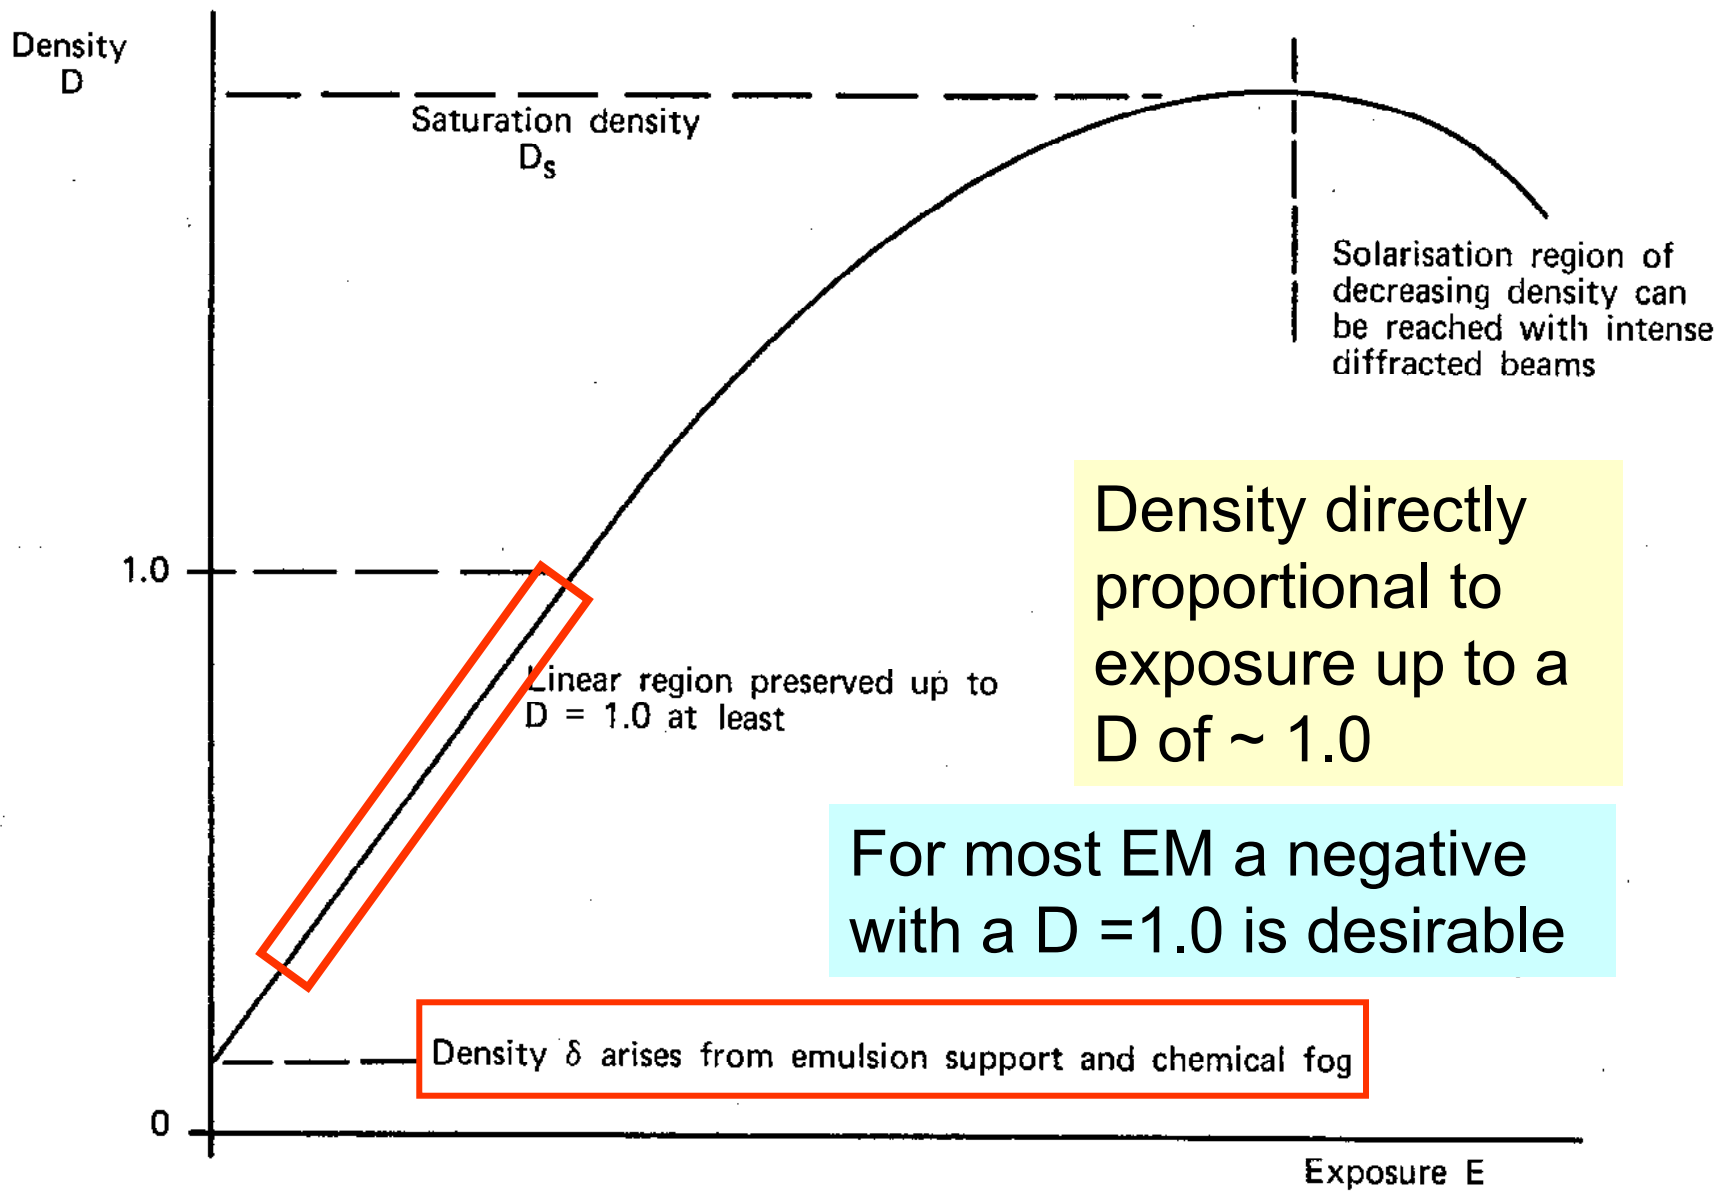 Density
D
Saturation density
Ds
Solarisation region of
decreasing density can
be reached with intense
diffracted beams
Density directly
proportional to
exposure up to a
D of ~ 1.0
1.0
Linear region preserved up to
D = 1.0 at least
For most EM a negative
with a D =1.0 is desirable
Density δ arises from emulsion support and chemical fog
0
Exposure E